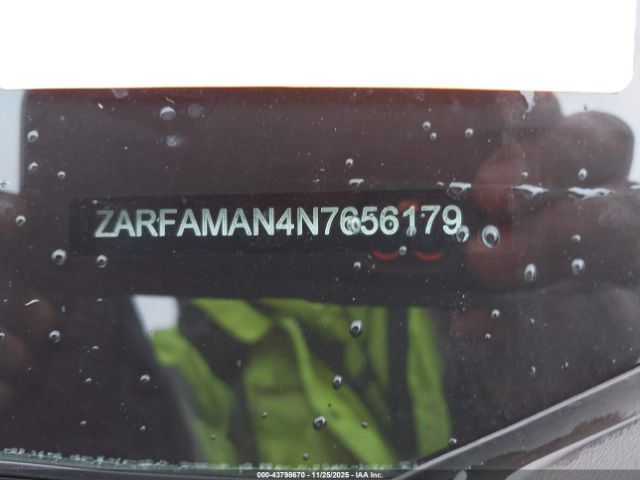 ZARFAMAN4N7656179
000-43798670 | 11/25/2025 | © IAA Inc.